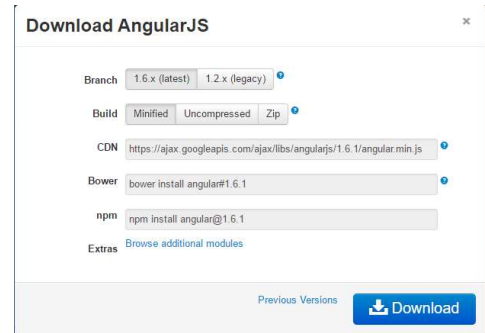 Download AngularJS ×
Branch 1.6.x (latest) 1.2.x (legacy) ?
Build Minified Uncompressed Zip ?
CDN https://ajax.googleapis.com/ajax/libs/angularjs/1.6.1/angular.min.js ?
Bower bower install angular#1.6.1 ?
npm npm install angular@1.6.1
Extras Browse additional modules
Previous Versions Download